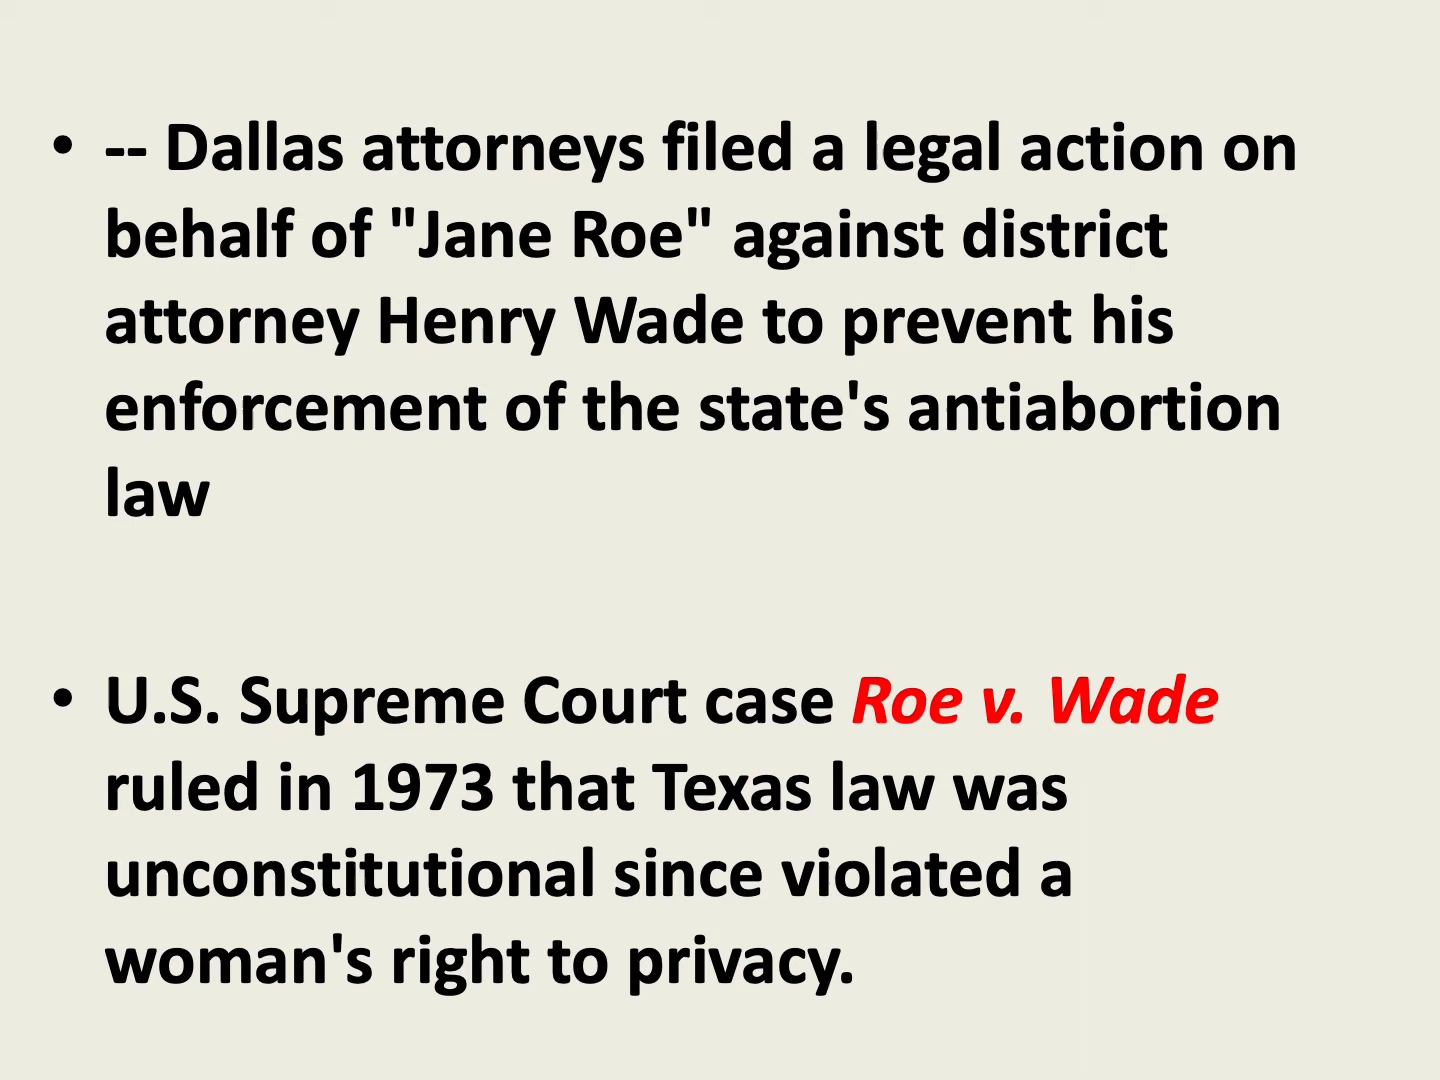 • -- Dallas attorneys filed a legal action on
behalf of "Jane Roe" against district
attorney Henry Wade to prevent his
enforcement of the state's antiabortion
law
• U.S. Supreme Court case Roe v. Wade
ruled in 1973 that Texas law was
unconstitutional since violated a
woman's right to privacy.